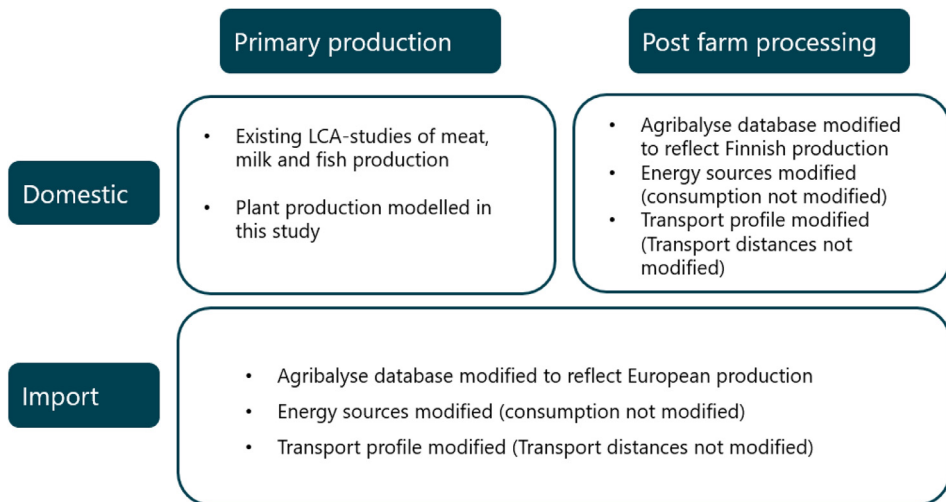 Primary production
Post farm processing
Domestic
• Existing LCA-studies of meat,
milk and fish production
• Plant production modelled in
this study
• Agribalyse database modified
to reflect Finnish production
• Energy sources modified
(consumption not modified)
• Transport profile modified
(Transport distances not
modified)
Import
• Agribalyse database modified to reflect European production
• Energy sources modified (consumption not modified)
• Transport profile modified (Transport distances not modified)